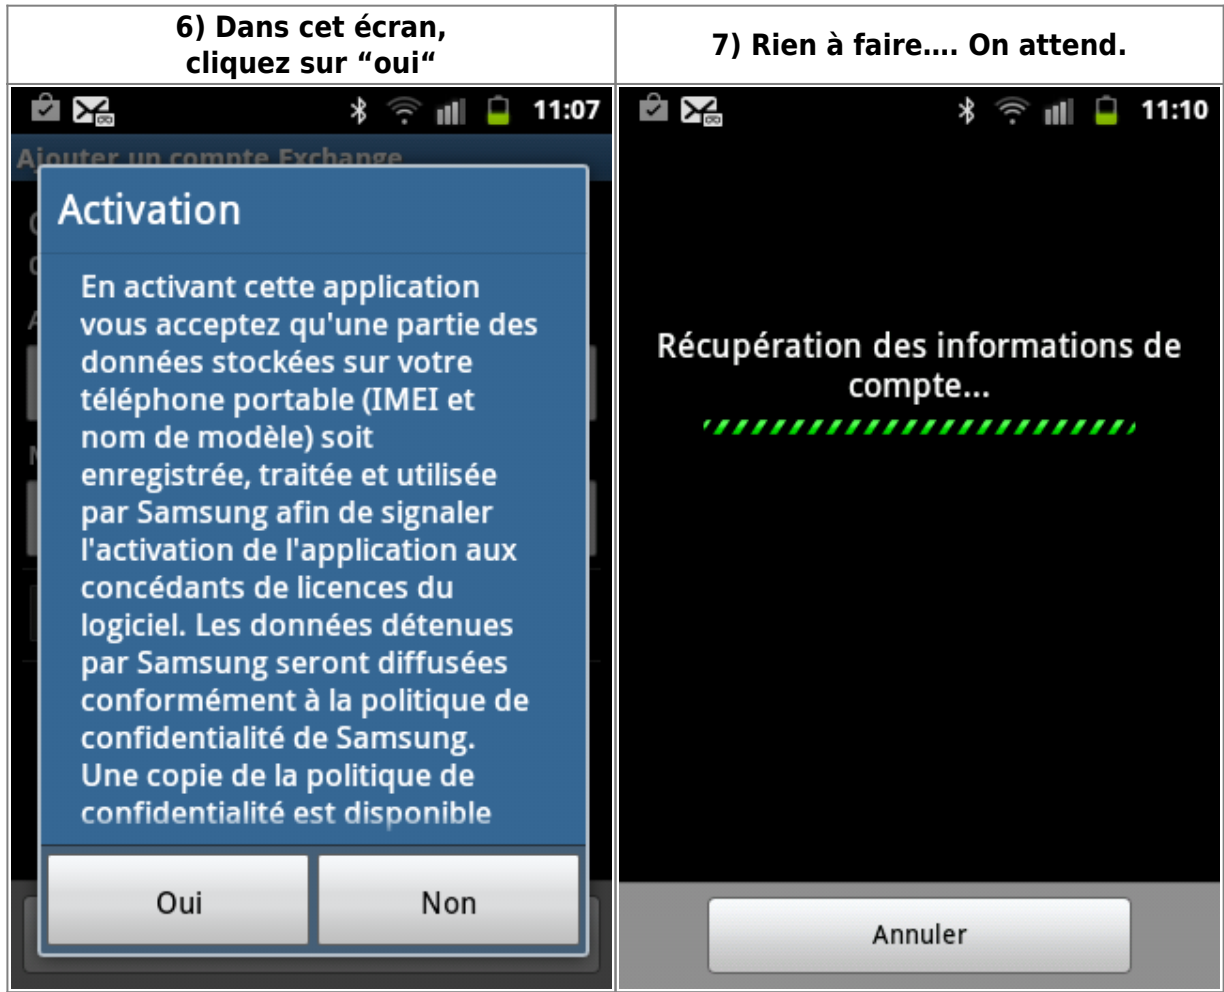 6) Dans cet écran,
cliquez sur “oui“
7) Rien à faire.... On attend.
11:07
Ajouter un compte Exchange
Activation
En activant cette application
vous acceptez qu'une partie des
données stockées sur votre
téléphone portable (IMEI et
nom de modèle) soit
enregistrée, traitée et utilisée
par Samsung afin de signaler
l'activation de l'application aux
concédants de licences du
logiciel. Les données détenues
par Samsung seront diffusées
conformément à la politique de
confidentialité de Samsung.
Une copie de la politique de
confidentialité est disponible
Oui
Non
11:10
Récupération des informations de
compte...
Annuler